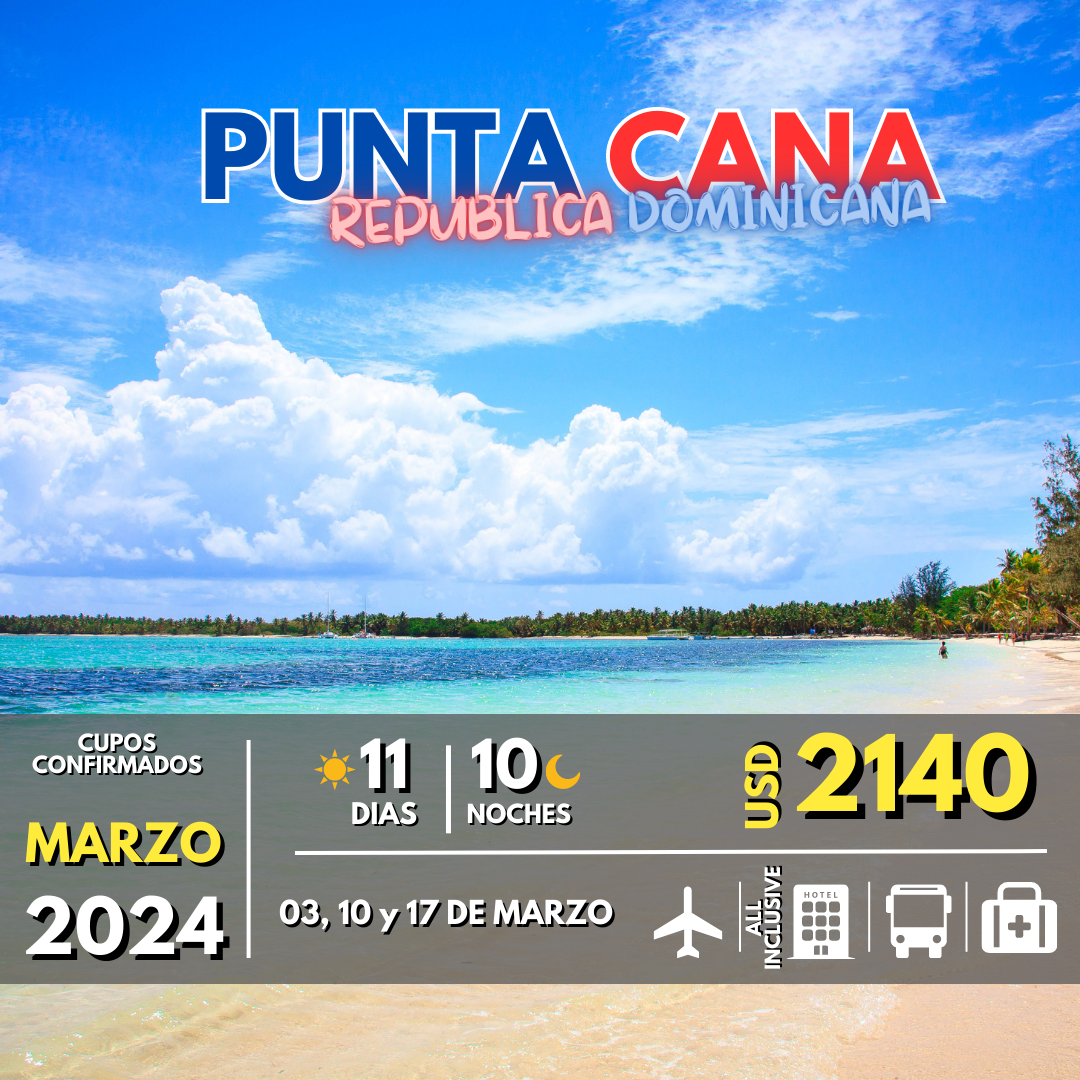 PUNTA CANA
REPUBLICA DOMINICANA
CUPOS
CONFIRMADOS
MARZO
2024
11
DIAS
10
NOCHES
USD 2140
03, 10 y 17 DE MARZO
ALL
INCLUSIVE
HOTEL